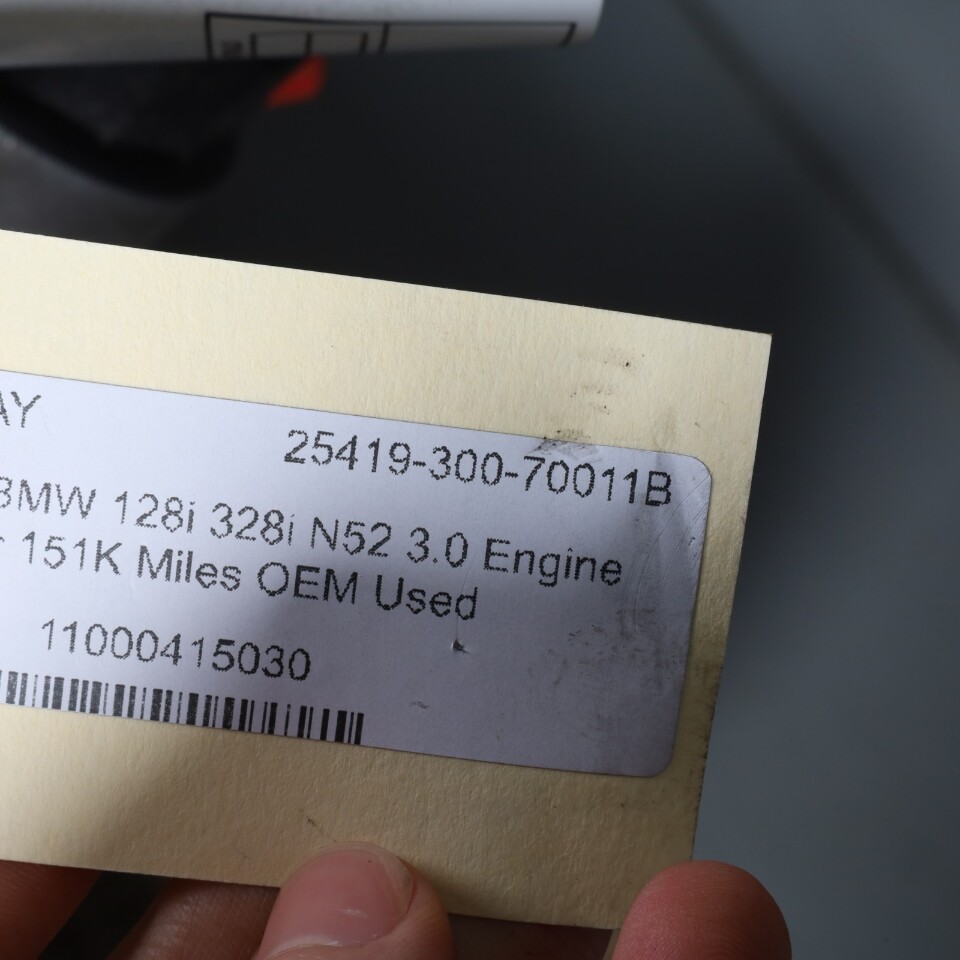 AY 25419-300-70011B
BMW 128i 328i N52 3.0 Engine
151K Miles OEM Used
11000415030